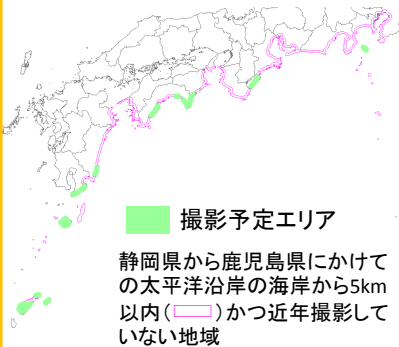 撮影予定エリア
静岡県から鹿児島県にかけて
の太平洋沿岸の海岸から5km
以内( )かつ近年撮影して
いない地域